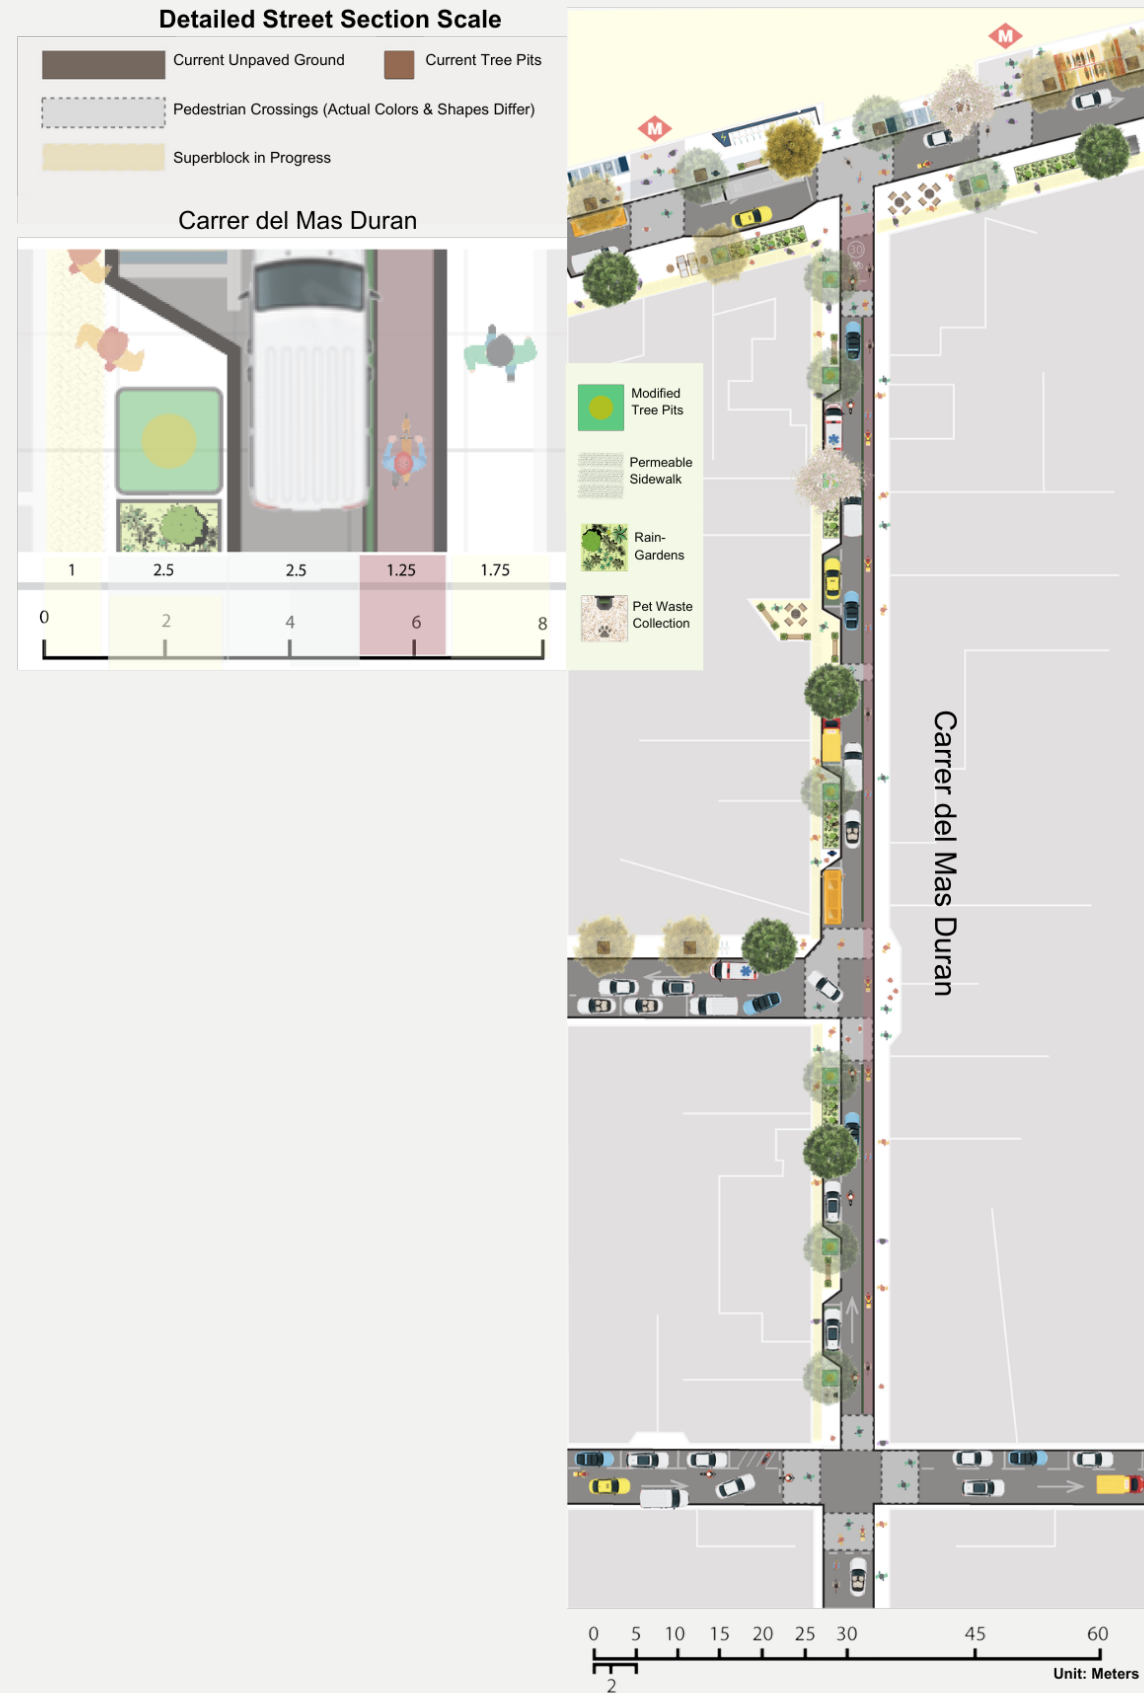 Detailed Street Section Scale
Current Unpaved Ground
Current Tree Pits
Pedestrian Crossings (Actual Colors & Shapes Differ)
Superblock in Progress
Carrer del Mas Duran
1 2.5 2.5 1.25 1.75
0 2 4 6 8
M
M
30
Modified
Tree Pits
Permeable
Sidewalk
Rain-
Gardens
Pet Waste
Collection
Carrer del Mas Duran
0 5 10 15 20 25 30 45 60
2
Unit: Meters